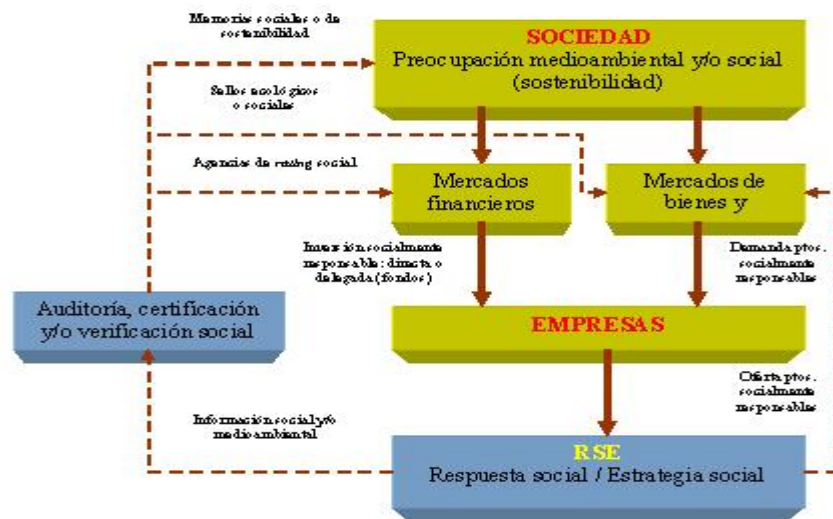 Memorias sociales o de
sostenibilidad
SOCIEDAD
Preocupación medioambiental y/o social
(sostenibilidad)
Sellos ecológicos
o sociales
Agencias de rating social
Mercados
financieros
Mercados de
bienes y
Inversión socialmente
responsable: directa o
delegada (fondos)
Demanda ptos.
socialmente
responsables
Auditoría, certificación
y/o verificación social
EMPRESAS
Oferta ptos.
socialmente
responsables
Información social y/o
medioambiental
RSE
Respuesta social / Estrategia social